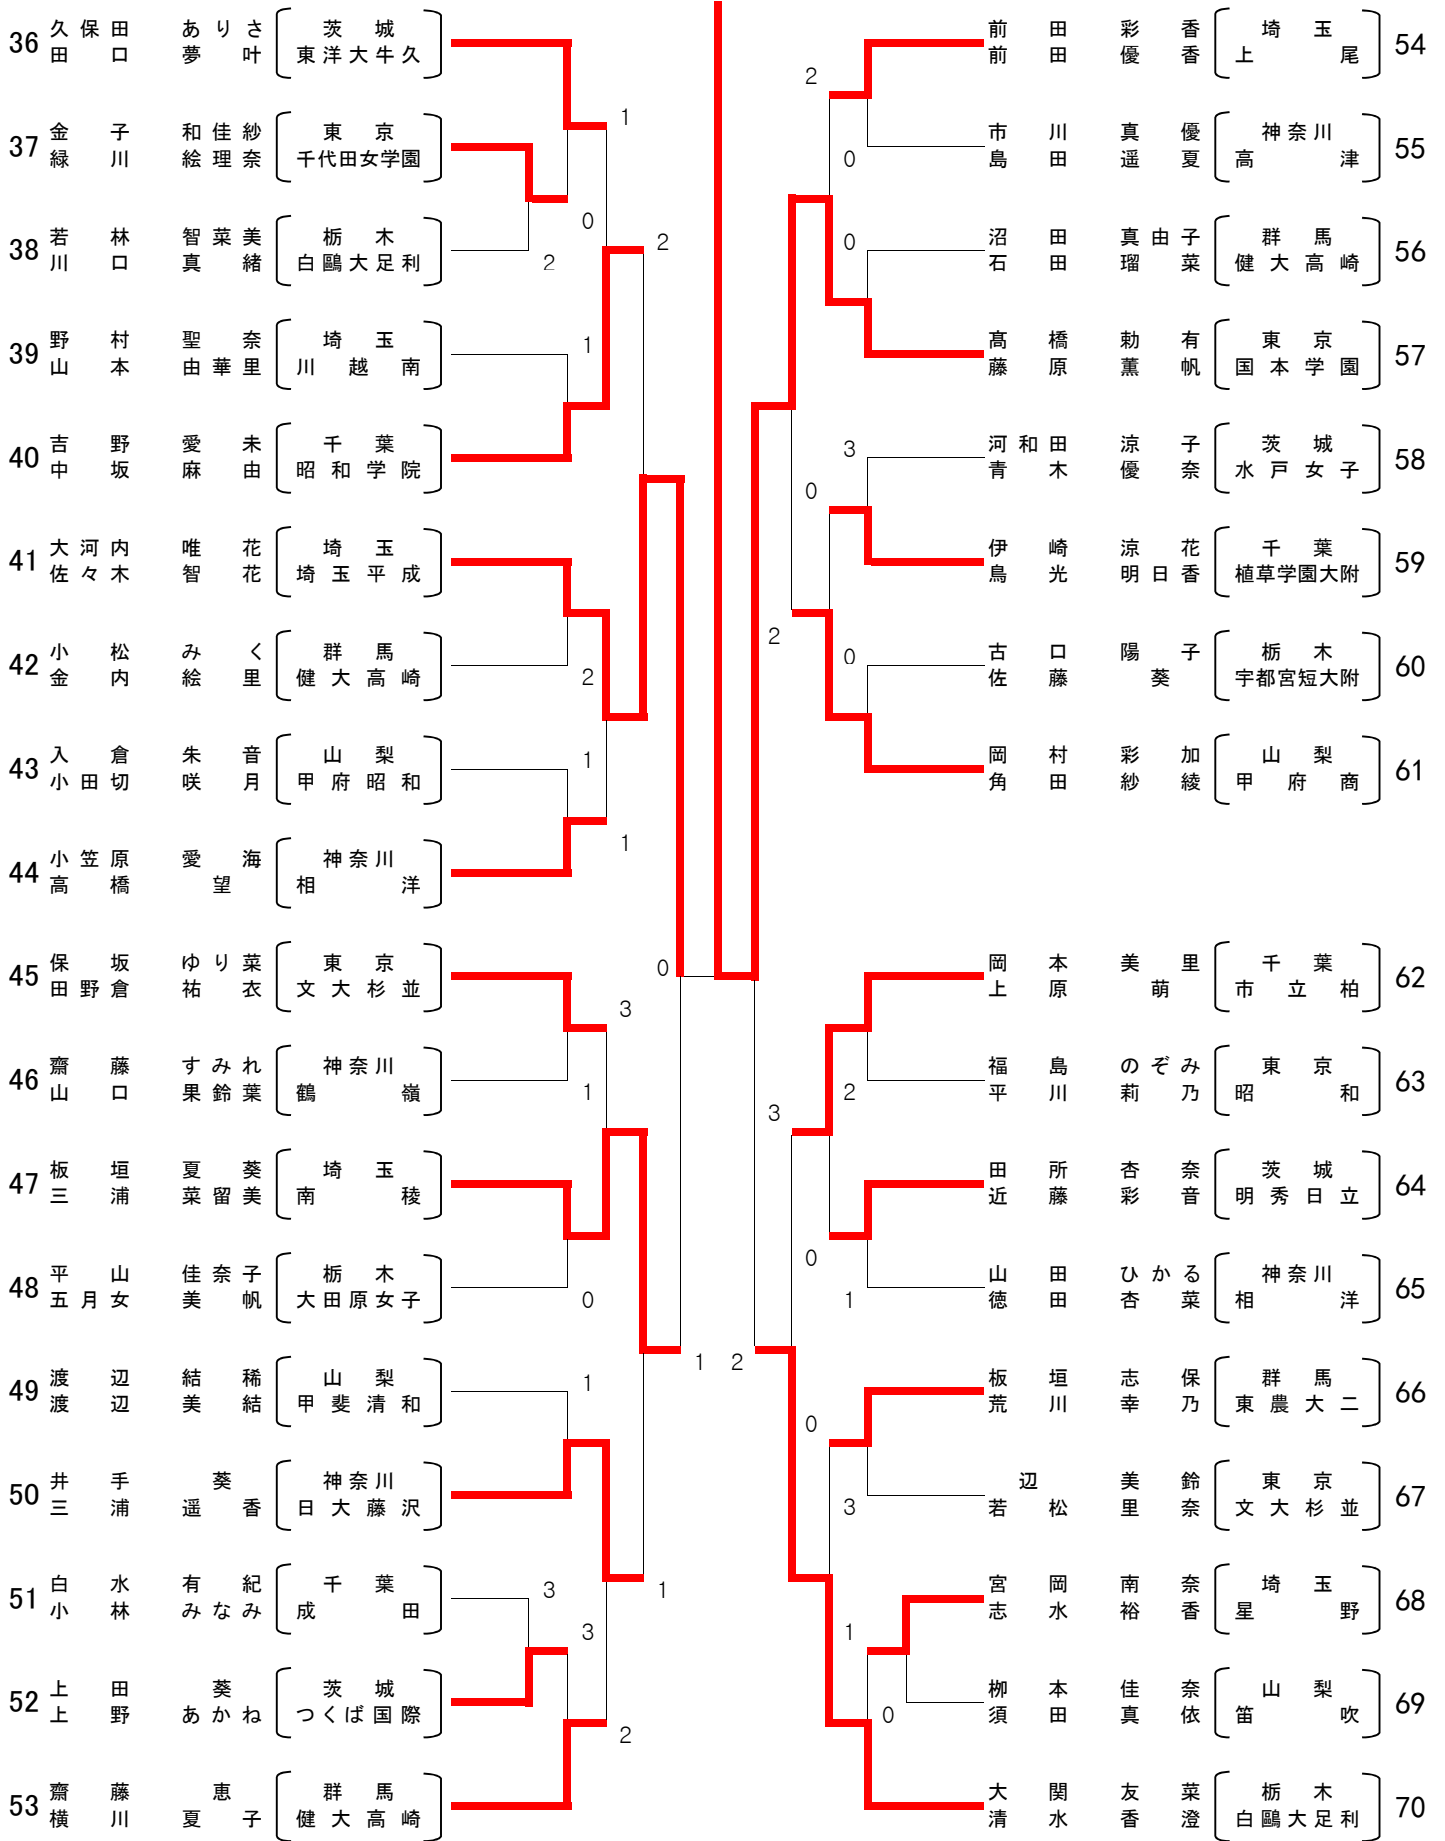 36 久保田 ありさ 茨城
田口 夢叶 東洋大牛久
37 金子 和佳紗 東京
緑川 絵理奈 千代田女学園
38 若林 智菜美 栃木
川口 真緒 白鷗大足利
39 野村 聖奈 埼玉
山本 由華里 川越南
40 吉野 愛未 千葉
中坂 麻由 昭和学院
41 大河内 唯花 埼玉
佐々木 智花 埼玉平成
42 小松 みく 群馬
金内 絵里 健大高崎
43 入倉 朱音 山梨
小田切 咲月 甲府昭和
44 小笠原 愛海 神奈川
高橋 望 相洋
45 保坂 ゆり菜 東京
田野倉 祐衣 文大杉並
46 齋藤 すみれ 神奈川
山口 果鈴葉 鶴嶺
47 板垣 夏葵 埼玉
三浦 菜留美 南稜
48 平山 佳奈子 栃木
五月女 美帆 大田原女子
49 渡辺 結稀 山梨
渡辺 美結 甲斐清和
50 井手 葵 神奈川
三浦 遥香 日大藤沢
51 白水 有紀 千葉
小林 みなみ 成田
52 上田 葵 茨城
上野 あかね つくば国際
53 齋藤 恵 群馬
横川 夏子 健大高崎
1
0
2
2
1
2
1
1
0
3
1
0
1
1
3
3
1
2
2
0
0
3
0
2
0
2
3
0
1
2
0
3
1
0
前田 彩香 埼玉 54
前田 優香 上尾
市川 真優 神奈川 55
島田 遥夏 高津
沼田 真由子 群馬 56
石田 瑠菜 健大高崎
髙橋 勅有 東京 57
藤原 薫帆 国本学園
河和田 涼子 茨城 58
青木 優奈 水戸女子
伊崎 涼花 千葉 59
鳥光 明日香 植草学園大附
古口 陽子 栃木 60
佐藤 葵 宇都宮短大附
岡村 彩加 山梨 61
角田 紗綾 甲府商
岡本 美里 千葉 62
上原 萌 市立柏
福島 のぞみ 東京 63
平川 莉乃 昭和
田所 杏奈 茨城 64
近藤 彩音 明秀日立
山田 ひかる 神奈川 65
徳田 杏菜 相洋
板垣 志保 群馬 66
荒川 幸乃 東農大二
辺 美鈴 東京 67
若松 里奈 文大杉並
宮岡 南奈 埼玉 68
志水 裕香 星野
栁本 佳奈 山梨 69
須田 真依 笛吹
大関 友菜 栃木 70
清水 香澄 白鷗大足利